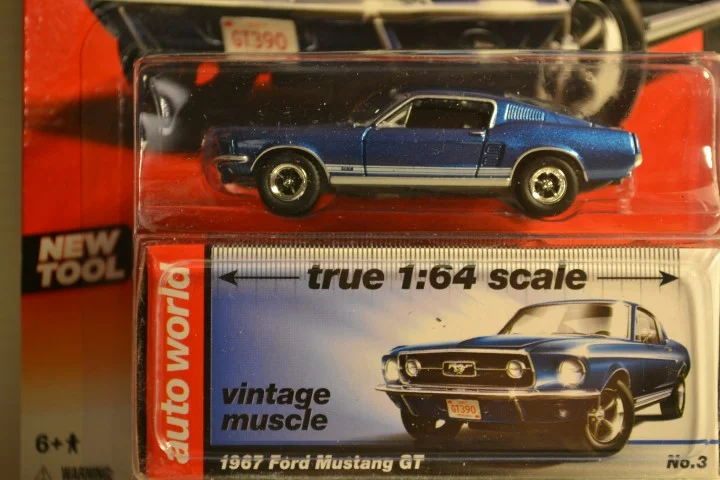 GT390
NEW
TOOL
true 1:64 scale
auto world
vintage
muscle
GT390
1967 Ford Mustang GT
No.3
6+
WARNING